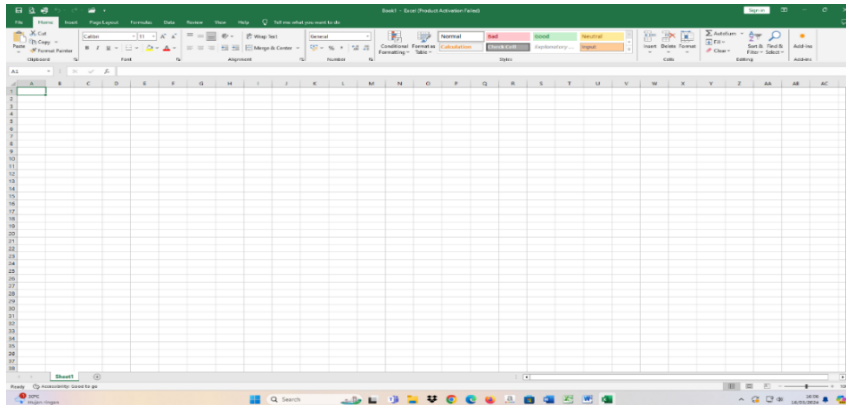 Book1 - Excel (Product Activation Failed)
Sign in
File Home Insert Page Layout Formulas Data Review View Help Tell me what you want to do
Paste
Cut
Copy
Format Painter
Clipboard
Calibri 11
Font
Wrap Text
Merge & Center
Alignment
General
Number
Conditional Formatting
Format as Table
Normal Bad Good Neutral
Calculation Check Cell Explanatory ... Input
Styles
Insert Delete Format
Cells
AutoSum
Fill
Clear
Sort & Filter
Find & Select
Editing
Add-ins
Add-ins
A1
A B C D E F G H I J K L M N O P Q R S T U V W X Y Z AA AB AC
1
2
3
4
5
6
7
8
9
10
11
12
13
14
15
16
17
18
19
20
21
22
23
24
25
26
27
28
29
30
31
32
33
34
35
36
37
38
Sheet1
Ready Accessibility: Good to go
Search